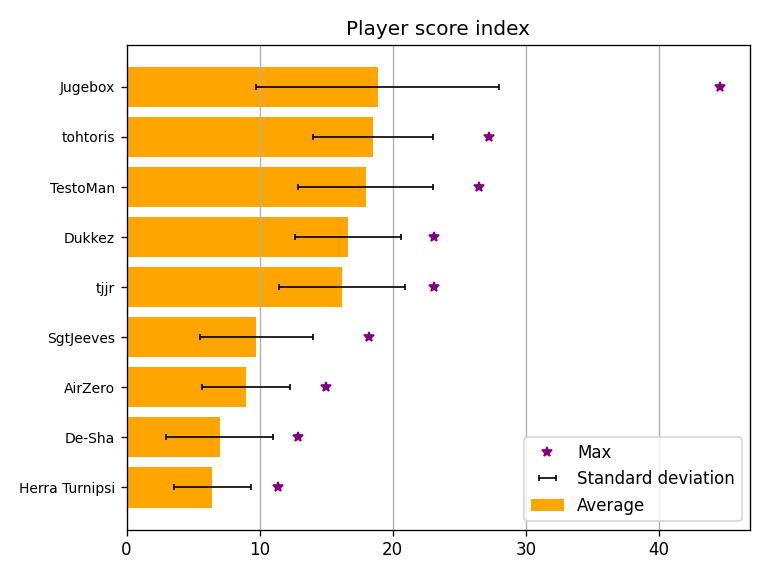 Player score index
Jugebox
tohtoris
TestoMan
Dukkez
tjjr
SgtJeeves
AirZero
De-Sha
Herra Turnipsi
Max
Standard deviation
Average
0 10 20 30 40